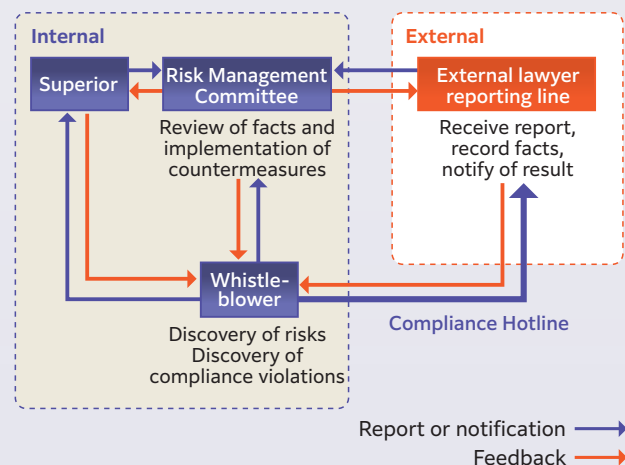 Internal
External
Superior
Risk Management
Committee
External lawyer
reporting line
Review of facts and
implementation of
countermeasures
Receive report,
record facts,
notify of result
Whistle-
blower
Compliance Hotline
Discovery of risks
Discovery of
compliance violations
Report or notification
Feedback